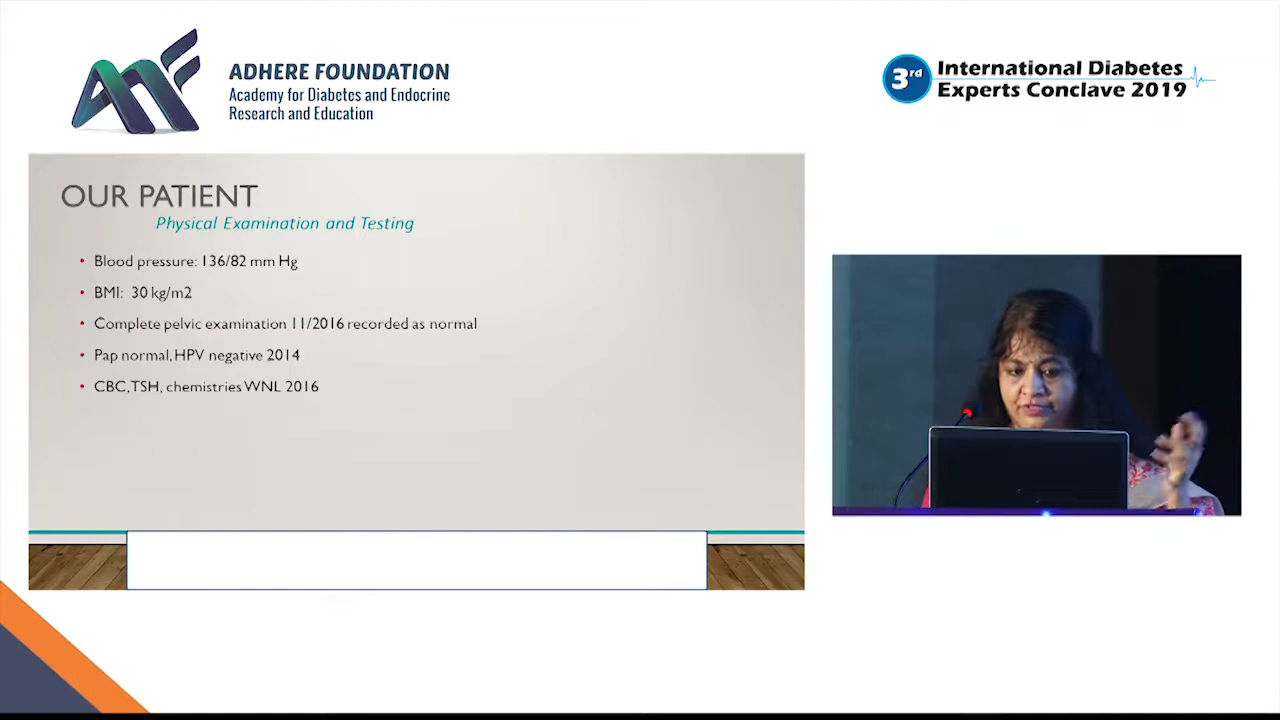 ADHERE FOUNDATION
Academy for Diabetes and Endocrine
Research and Education
3rd International Diabetes
Experts Conclave 2019
OUR PATIENT
Physical Examination and Testing
• Blood pressure: 136/82 mm Hg
• BMI: 30 kg/m2
• Complete pelvic examination 11/2016 recorded as normal
• Pap normal, HPV negative 2014
• CBC, TSH, chemistries WNL 2016